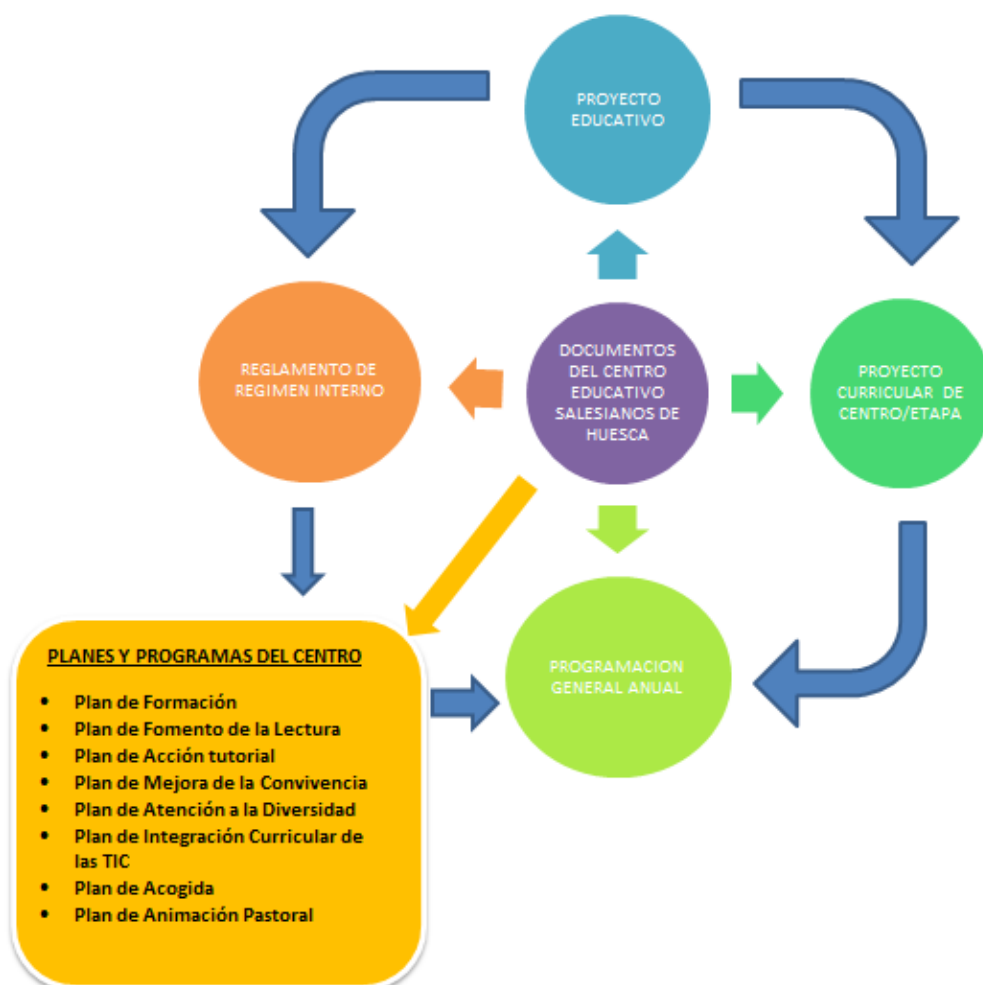 PROYECTO
EDUCATIVO
REGLAMENTO DE
REGIMEN INTERNO
DOCUMENTOS
DEL CENTRO
EDUCATIVO
SALESIANOS DE
HUESCA
PROYECTO
CURRICULAR DE
CENTRO/ETAPA
PLANES Y PROGRAMAS DEL CENTRO
• Plan de Formación
• Plan de Fomento de la Lectura
• Plan de Acción tutorial
• Plan de Mejora de la Convivencia
• Plan de Atención a la Diversidad
• Plan de Integración Curricular de
las TIC
• Plan de Acogida
• Plan de Animación Pastoral
PROGRAMACION
GENERAL ANUAL